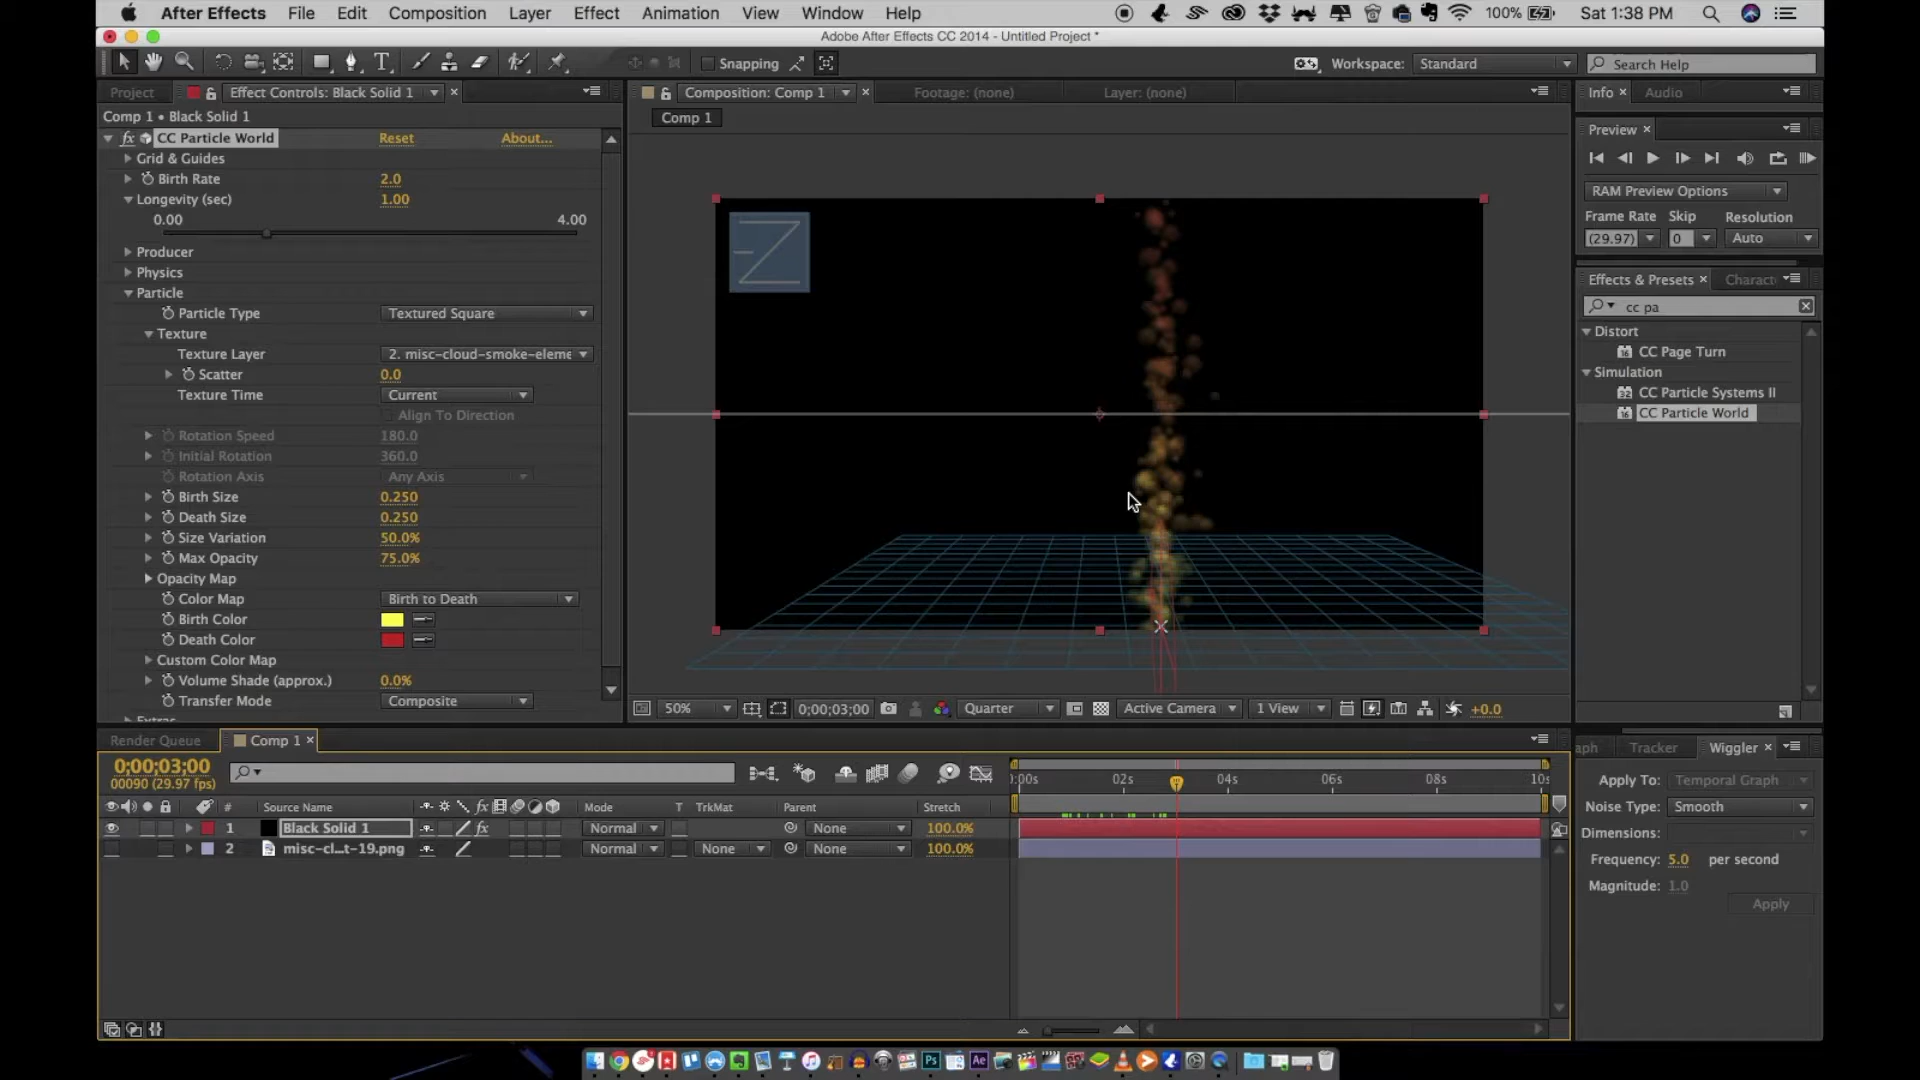 After Effects File Edit Composition Layer Effect Animation View Window Help 100% Sat 1:38 PM
Adobe After Effects CC 2014 - Untitled Project *
Snapping Workspace: Standard Search Help
Project Effect Controls: Black Solid 1 × Composition: Comp 1 × Footage: (none) Layer: (none) Info × Audio
Comp 1 • Black Solid 1 Comp 1
fx CC Particle World Reset About...
Grid & Guides
Birth Rate 2.0
Longevity (sec) 1.00
0.00 4.00
Producer
Physics
Particle
Particle Type Textured Square
Texture
Texture Layer 2. misc-cloud-smoke-eleme
Scatter 0.0
Texture Time Current
Align To Direction
Rotation Speed 180.0
Initial Rotation 360.0
Rotation Axis Any Axis
Birth Size 0.250
Death Size 0.250
Size Variation 50.0%
Max Opacity 75.0%
Opacity Map
Color Map Birth to Death
Birth Color
Death Color
Custom Color Map
Volume Shade (approx.) 0.0%
Transfer Mode Composite
Extras
Z
50% 0;00;03;00 Quarter Active Camera 1 View +0.0
Preview ×
RAM Preview Options
Frame Rate Skip Resolution
(29.97) 0 Auto
Effects & Presets × Charact
cc pa
Distort
16 CC Page Turn
Simulation
32 CC Particle Systems II
16 CC Particle World
Render Queue Comp 1 ×
0;00;03;00
00090 (29.97 fps)
):00s 02s 04s 06s 08s 10s
# Source Name fx Mode T TrkMat Parent Stretch
1 Black Solid 1 fx Normal None 100.0%
2 misc-cl...t-19.png Normal None None 100.0%
aph Tracker Wiggler ×
Apply To: Temporal Graph
Noise Type: Smooth
Dimensions:
Frequency: 5.0 per second
Magnitude: 1.0
Apply
Ps Ae